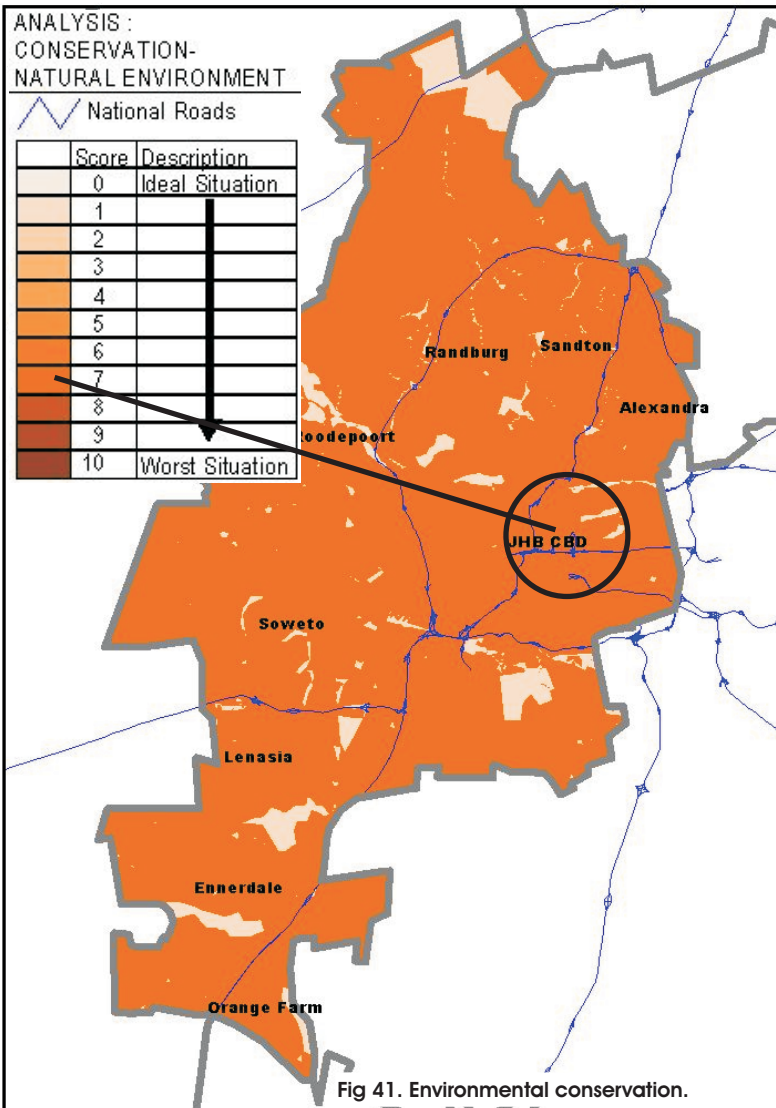 ANALYSIS :
CONSERVATION-
NATURAL ENVIRONMENT
National Roads
Score Description
0 Ideal Situation
1
2
3
4
5
6
7
8
9
10 Worst Situation
Randburg
Sandton
Alexandra
oodepoort
JHB CBD
Soweto
Lenasia
Ennerdale
Orange Farm
Fig 41. Environmental conservation.